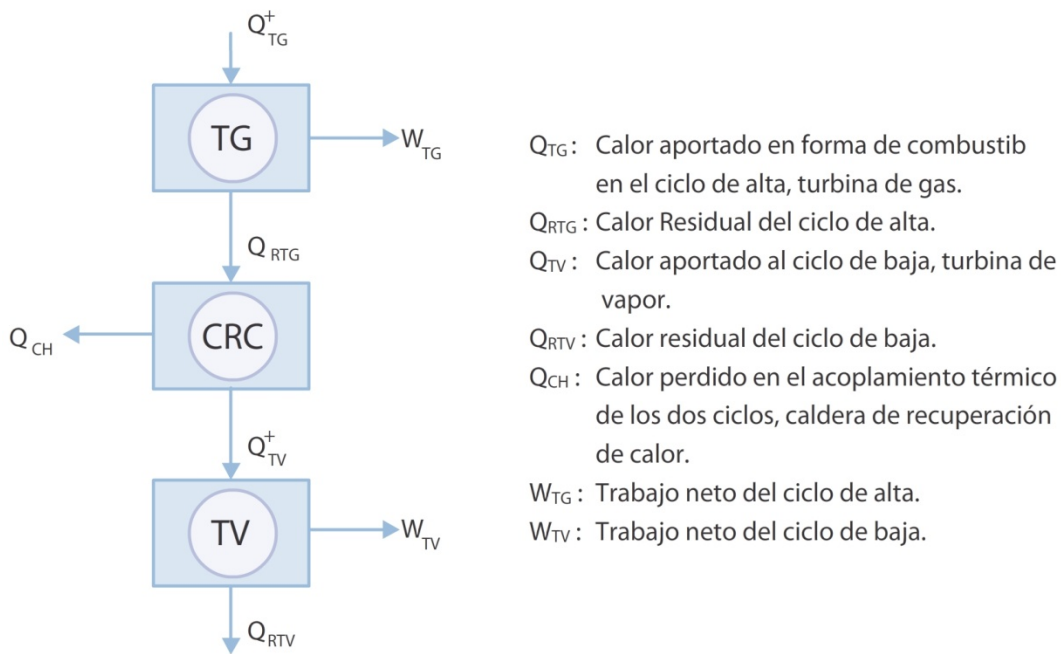 Q⁺TG
TG
WTG
QRTG
QCH
CRC
Q⁺TV
TV
WTV
QRTV
QTG : Calor aportado en forma de combustib
en el ciclo de alta, turbina de gas.
QRTG : Calor Residual del ciclo de alta.
QTV : Calor aportado al ciclo de baja, turbina de
vapor.
QRTV : Calor residual del ciclo de baja.
QCH : Calor perdido en el acoplamiento térmico
de los dos ciclos, caldera de recuperación
de calor.
WTG : Trabajo neto del ciclo de alta.
WTV : Trabajo neto del ciclo de baja.